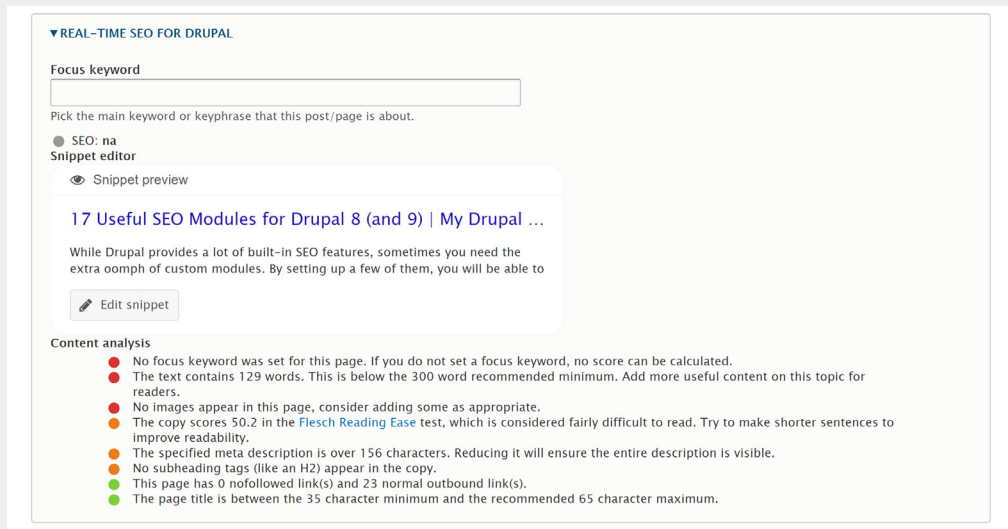 ▼REAL-TIME SEO FOR DRUPAL
Focus keyword
Pick the main keyword or keyphrase that this post/page is about.
SEO: na
Snippet editor
Snippet preview
17 Useful SEO Modules for Drupal 8 (and 9) | My Drupal ...
While Drupal provides a lot of built-in SEO features, sometimes you need the
extra oomph of custom modules. By setting up a few of them, you will be able to
Edit snippet
Content analysis
No focus keyword was set for this page. If you do not set a focus keyword, no score can be calculated.
The text contains 129 words. This is below the 300 word recommended minimum. Add more useful content on this topic for
readers.
No images appear in this page, consider adding some as appropriate.
The copy scores 50.2 in the Flesch Reading Ease test, which is considered fairly difficult to read. Try to make shorter sentences to
improve readability.
The specified meta description is over 156 characters. Reducing it will ensure the entire description is visible.
No subheading tags (like an H2) appear in the copy.
This page has 0 nofollowed link(s) and 23 normal outbound link(s).
The page title is between the 35 character minimum and the recommended 65 character maximum.